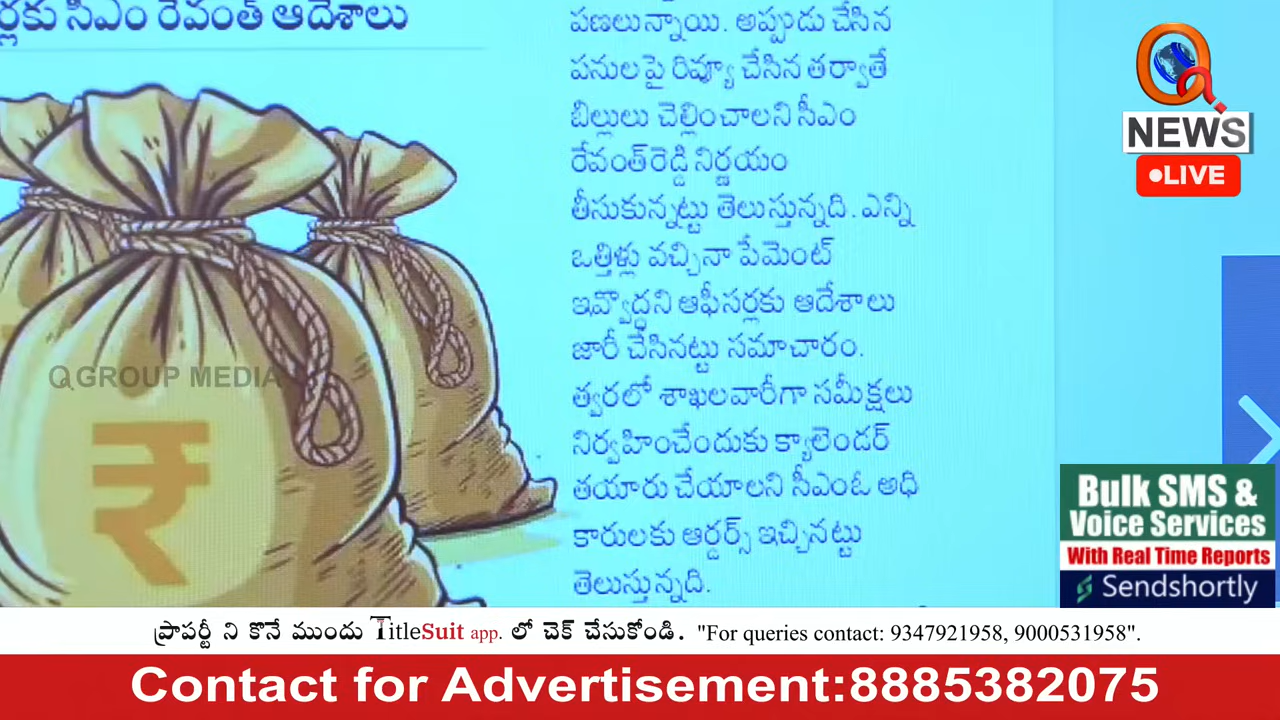 ర్లకు సీఎం రేవంత్ ఆదేశాలు
పణలున్నాయి. అప్పుడు చేసిన
పనులపై రివ్యూ చేసిన తర్వాతే
బిల్లులు చెల్లించాలని సీఎం
రేవంత్‌రెడ్డి నిర్ణయం
తీసుకున్నట్టు తెలుస్తున్నది. ఎన్ని
ఒత్తిళ్లు వచ్చినా పేమెంట్
ఇవ్వొద్దని ఆఫీసర్లకు ఆదేశాలు
జారీ చేసినట్టు సమాచారం.
త్వరలో శాఖలవారీగా సమీక్షలు
నిర్వహించేందుకు క్యాలెండర్
తయారు చేయాలని సీఎంఓ అధి
కారులకు ఆర్డర్స్ ఇచ్చినట్టు
తెలుస్తున్నది.
Q GROUP MEDIA
Q
NEWS
LIVE
Bulk SMS &
Voice Services
With Real Time Reports
Sendshortly
ప్రాపర్టీ ని కొనే ముందు TitleSuit app. లో చెక్ చేసుకోండి. "For queries contact: 9347921958, 9000531958".
Contact for Advertisement:8885382075